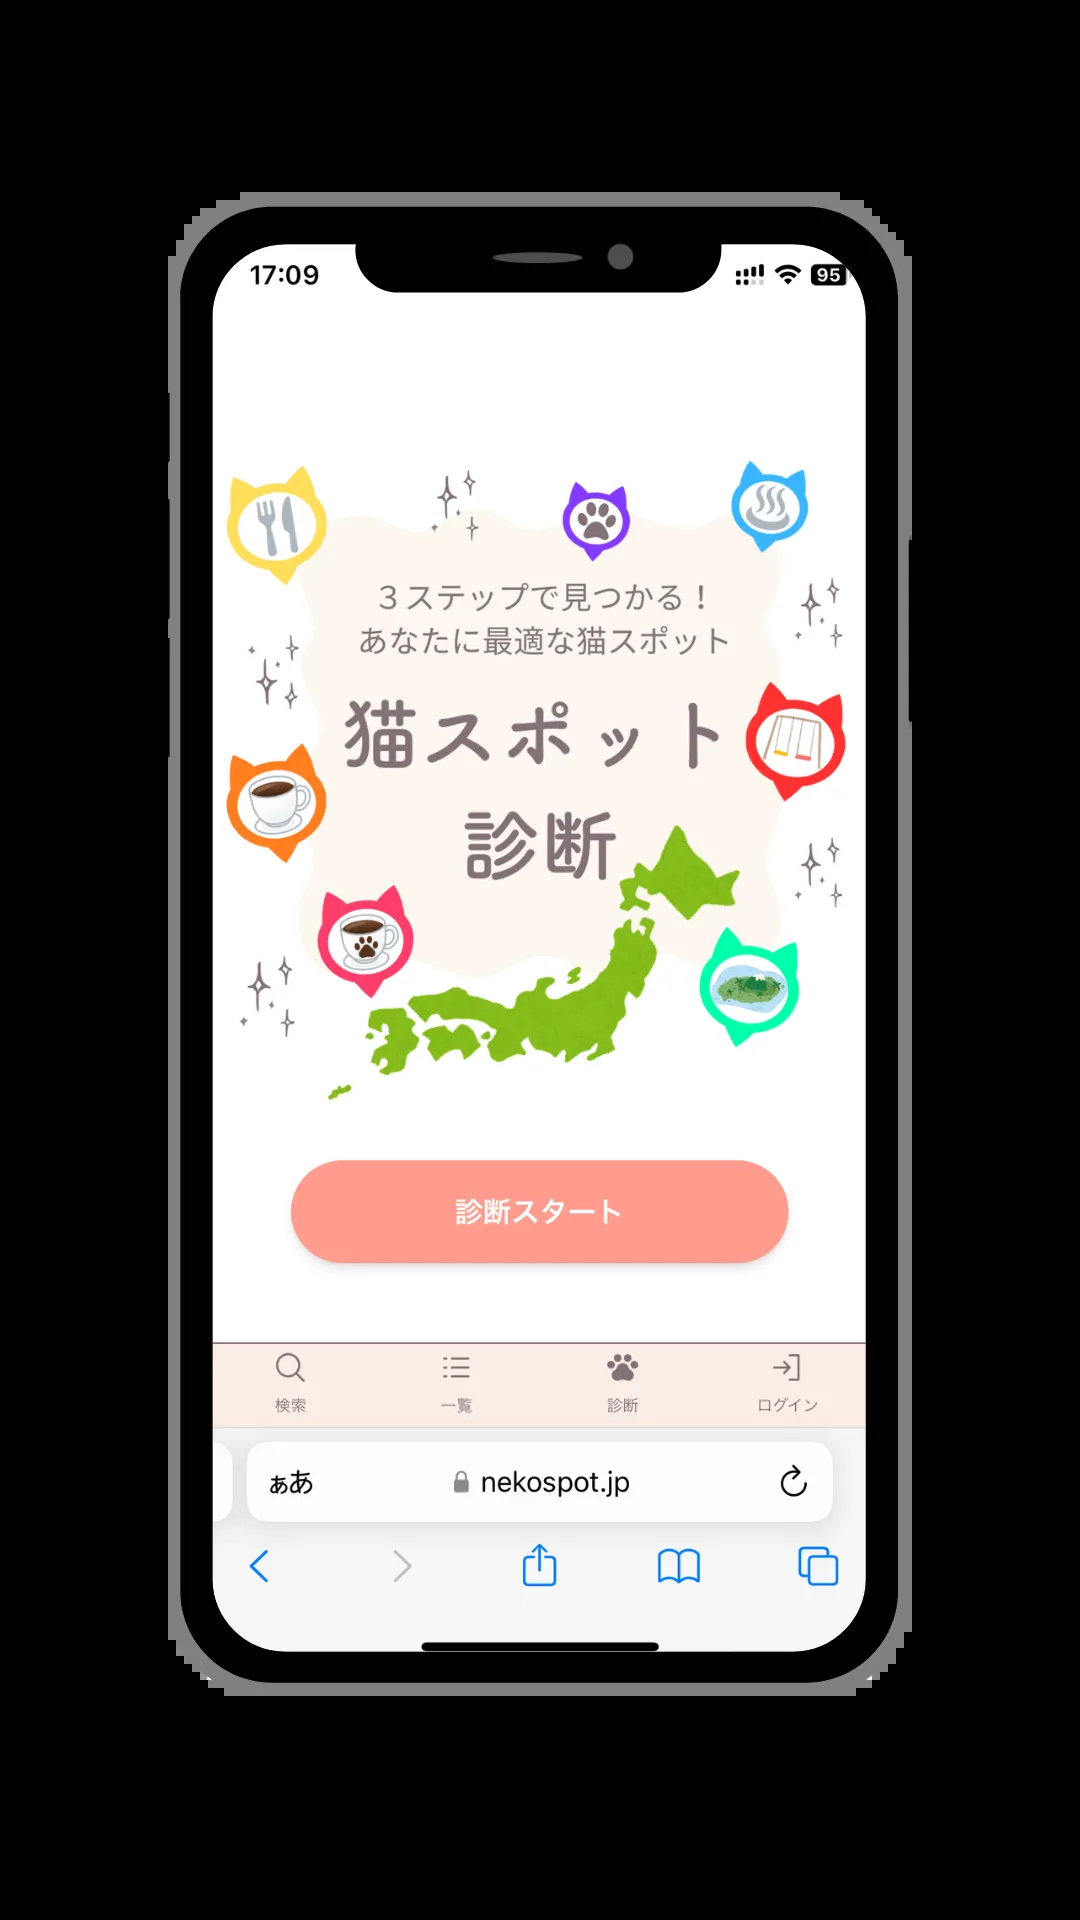 17:09
95
３ステップで見つかる！
あなたに最適な猫スポット
猫スポット
診断
診断スタート
検索
一覧
診断
ログイン
ぁあ
nekospot.jp